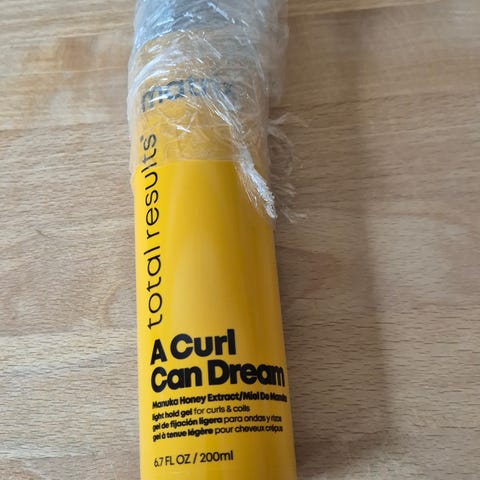 matrix
total results
A Curl
Can Dream
Manuka Honey Extract/Miel De Manuka
light hold gel for curls & coils
gel de fijación ligera para ondas y rizos
gel à tenue légère pour cheveux crépus
6.7 FL OZ / 200ml